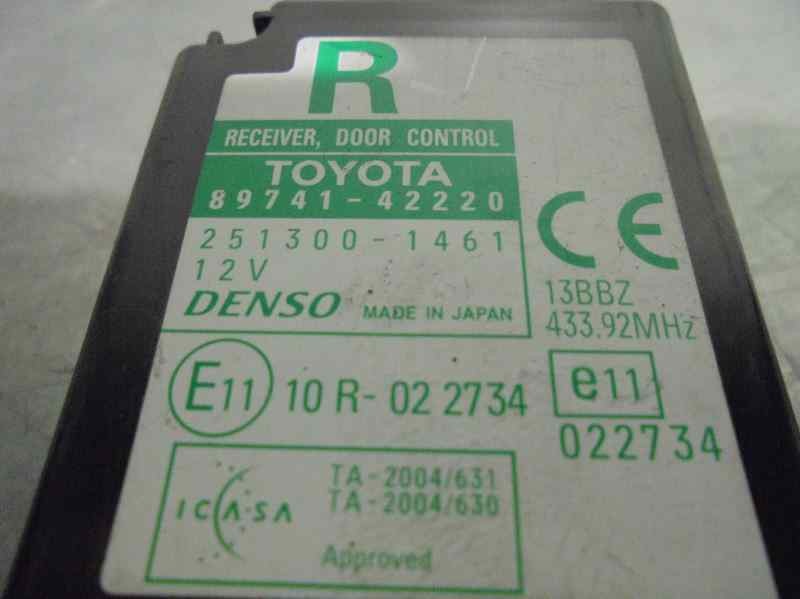 R
RECEIVER, DOOR CONTROL
TOYOTA
89741-42220
251300-1461
12V
DENSO MADE IN JAPAN
CE
13BBZ
433.92MHz
E11 10 R-02 2734
e11
022734
ICASA
TA-2004/631
TA-2004/630
Approved